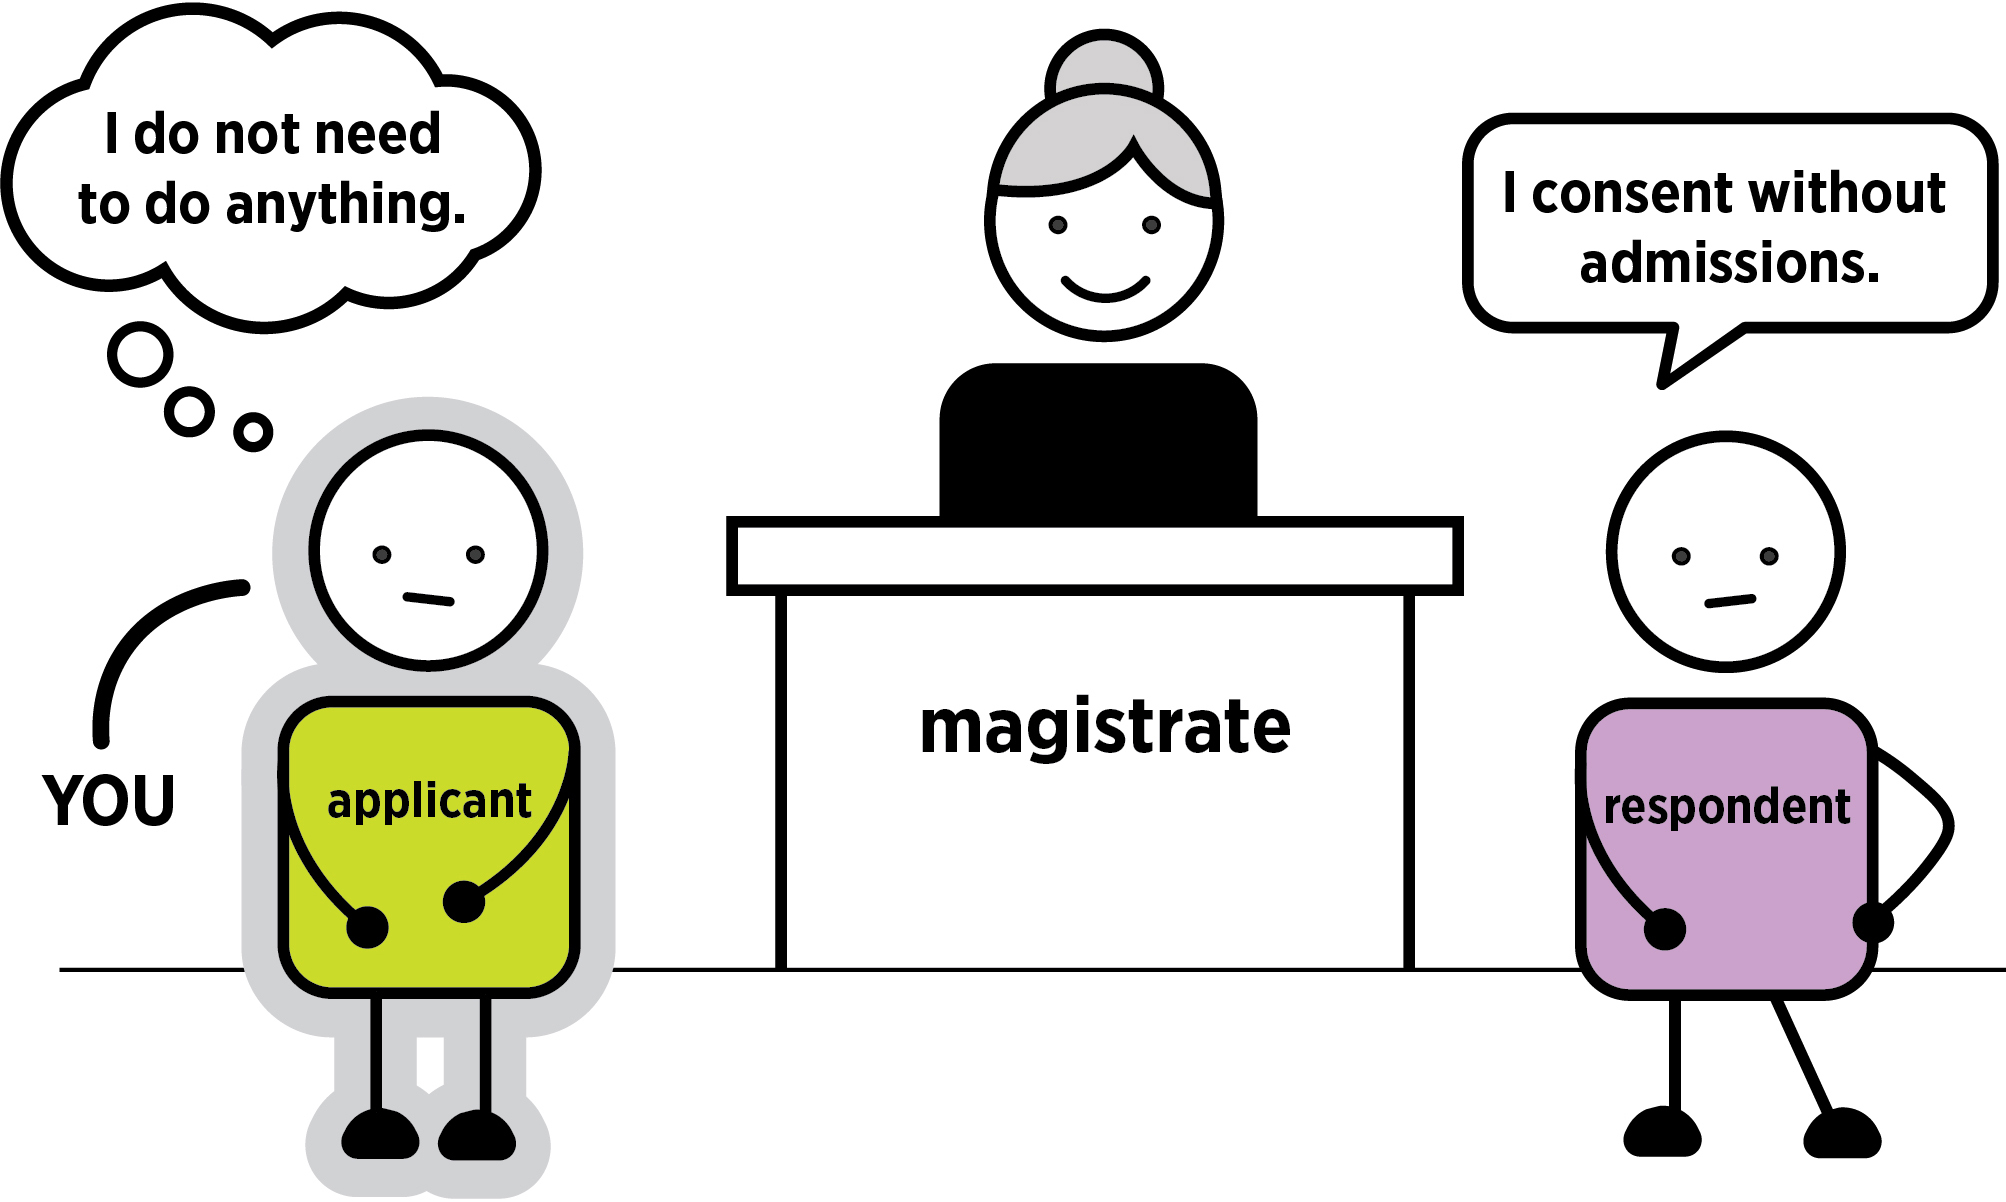 I do not need
to do anything.
I consent without
admissions.
magistrate
YOU
applicant
respondent